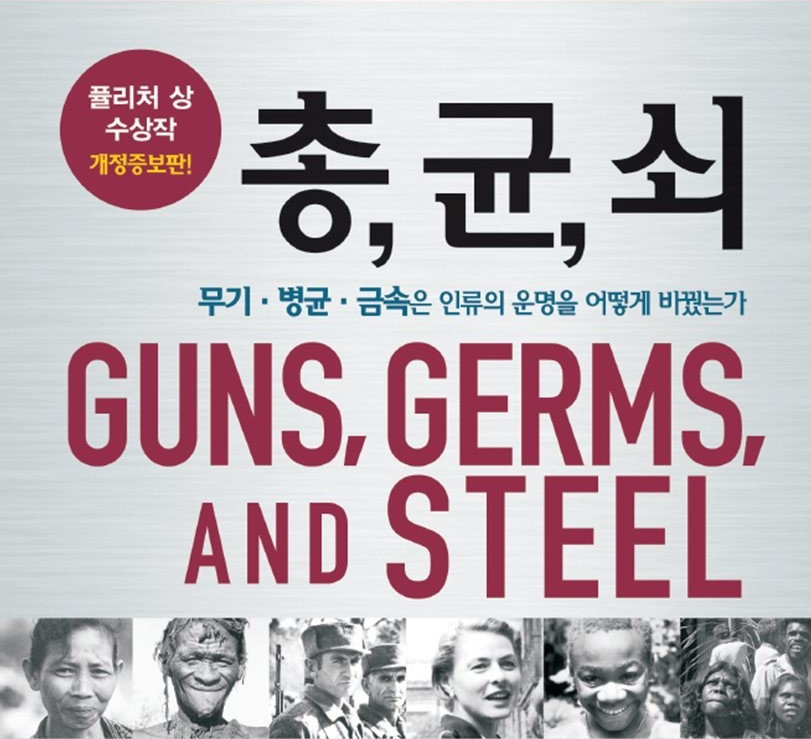 퓰리처 상
수상작
개정증보판!
총, 균, 쇠
무기 · 병균 · 금속은 인류의 운명을 어떻게 바꿨는가
GUNS, GERMS,
AND STEEL